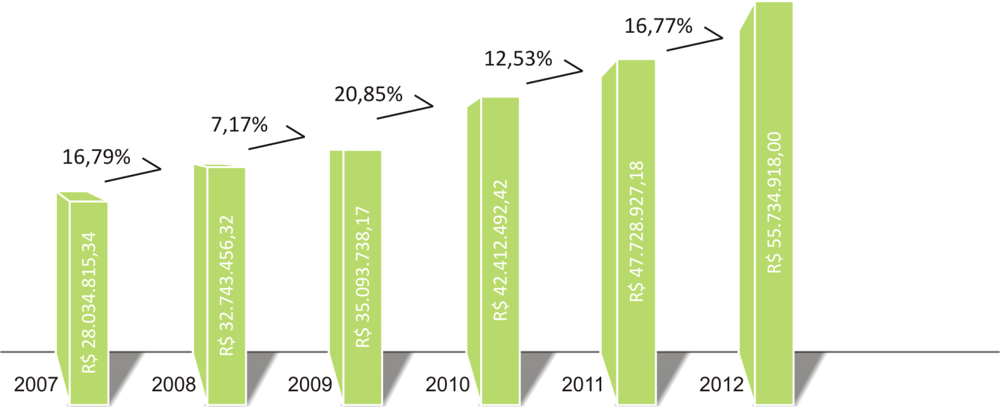 16,77%
12,53%
20,85%
7,17%
16,79%
R$ 28.034.815,34
R$ 32.743.456,32
R$ 35.093.738,17
R$ 42.412.492,42
R$ 47.728.927,18
R$ 55.734.918,00
2007
2008
2009
2010
2011
2012